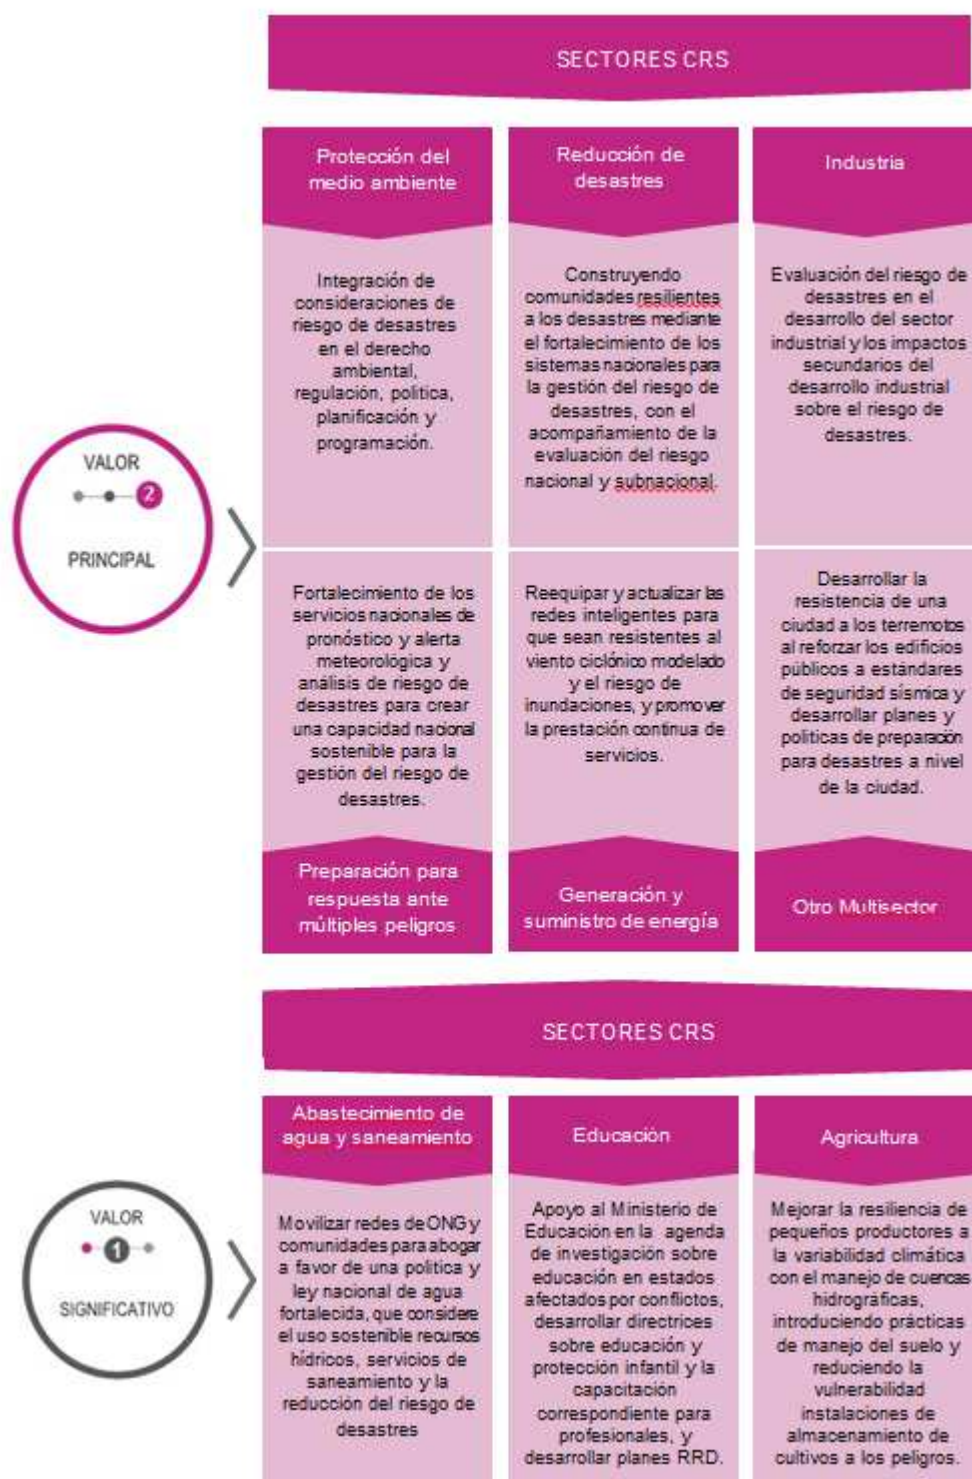 SECTORES CRS
Protección del
medio ambiente
Integración de
consideraciones de
riesgo de desastres
en el derecho
ambiental,
regulación, política,
planificación y
programación.
Reducción de
desastres
Construyendo
comunidades resilientes
a los desastres mediante
el fortalecimiento de los
sistemas nacionales para
la gestión del riesgo de
desastres, con el
acompañamiento de la
evaluación del riesgo
nacional y subnacional.
Industria
Evaluación del riesgo de
desastres en el
desarrollo del sector
industrial y los impactos
secundarios del
desarrollo industrial
sobre el riesgo de
desastres.
VALOR
2
PRINCIPAL
Fortalecimiento de los
servicios nacionales de
pronóstico y alerta
meteorológica y
análisis de riesgo de
desastres para crear
una capacidad nacional
sostenible para la
gestión del riesgo de
desastres.
Preparación para
respuesta ante
múltiples peligros
Reequipar y actualizar las
redes inteligentes para
que sean resistentes al
viento ciclónico modelado
y el riesgo de
inundaciones, y promover
la prestación continua de
servicios.
Generación y
suministro de energía
Desarrollar la
resistencia de una
ciudad a los terremotos
al reforzar los edificios
públicos a estándares
de seguridad sísmica y
desarrollar planes y
políticas de preparación
para desastres a nivel
de la ciudad.
Otro Multisector
SECTORES CRS
VALOR
1
SIGNIFICATIVO
Abastecimiento de
agua y saneamiento
Movilizar redes de ONG y
comunidades para abogar
a favor de una política y
ley nacional de agua
fortalecida, que considere
el uso sostenible recursos
hídricos, servicios de
saneamiento y la
reducción del riesgo de
desastres
Educación
Apoyo al Ministerio de
Educación en la agenda
de investigación sobre
educación en estados
afectados por conflictos,
desarrollar directrices
sobre educación y
protección infantil y la
capacitación
correspondiente para
profesionales, y
desarrollar planes RRD.
Agricultura
Mejorar la resiliencia de
pequeños productores a
la variabilidad climática
con el manejo de cuencas
hidrográficas,
introduciendo prácticas
de manejo del suelo y
reduciendo la
vulnerabilidad
instalaciones de
almacenamiento de
cultivos a los peligros.